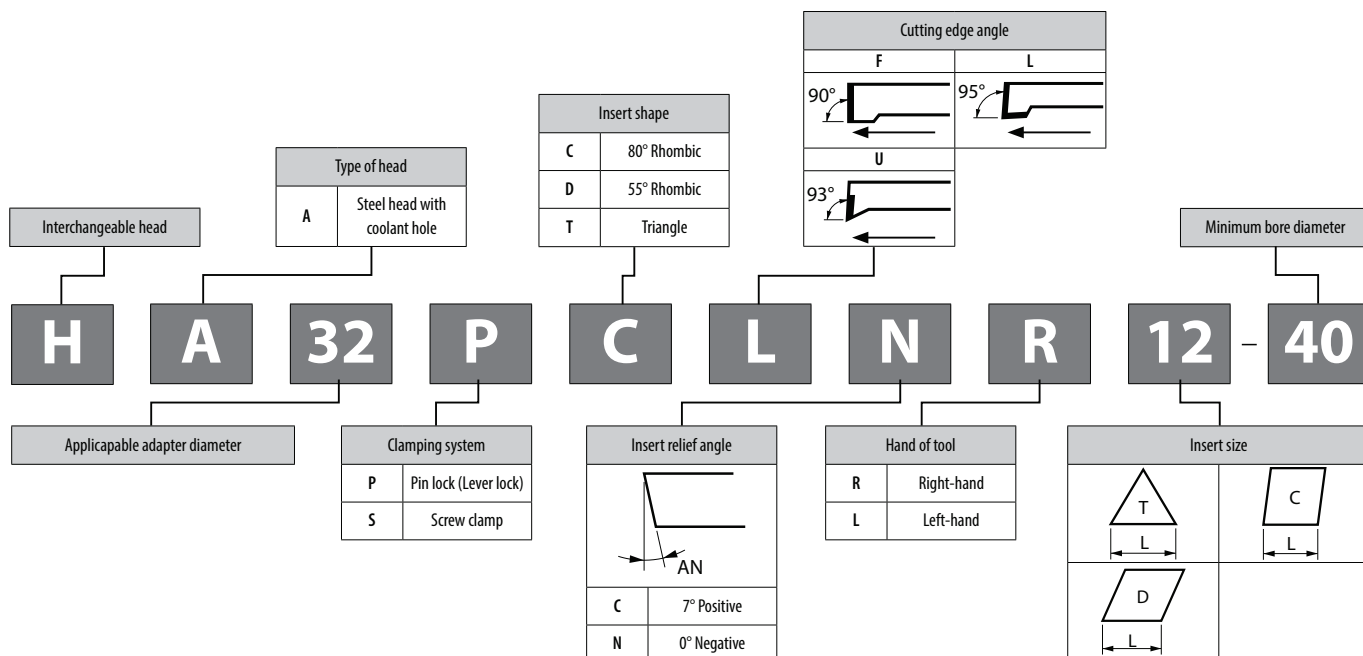 Cutting edge angle
F L
90° 95°
U
93°
Insert shape
C 80° Rhombic
D 55° Rhombic
T Triangle
Type of head
A Steel head with
coolant hole
Interchangeable head
Minimum bore diameter
H A 32 P C L N R 12 – 40
Applicapable adapter diameter
Clamping system
P Pin lock (Lever lock)
S Screw clamp
Insert relief angle
AN
C 7° Positive
N 0° Negative
Hand of tool
R Right-hand
L Left-hand
Insert size
T C
L L
D
L